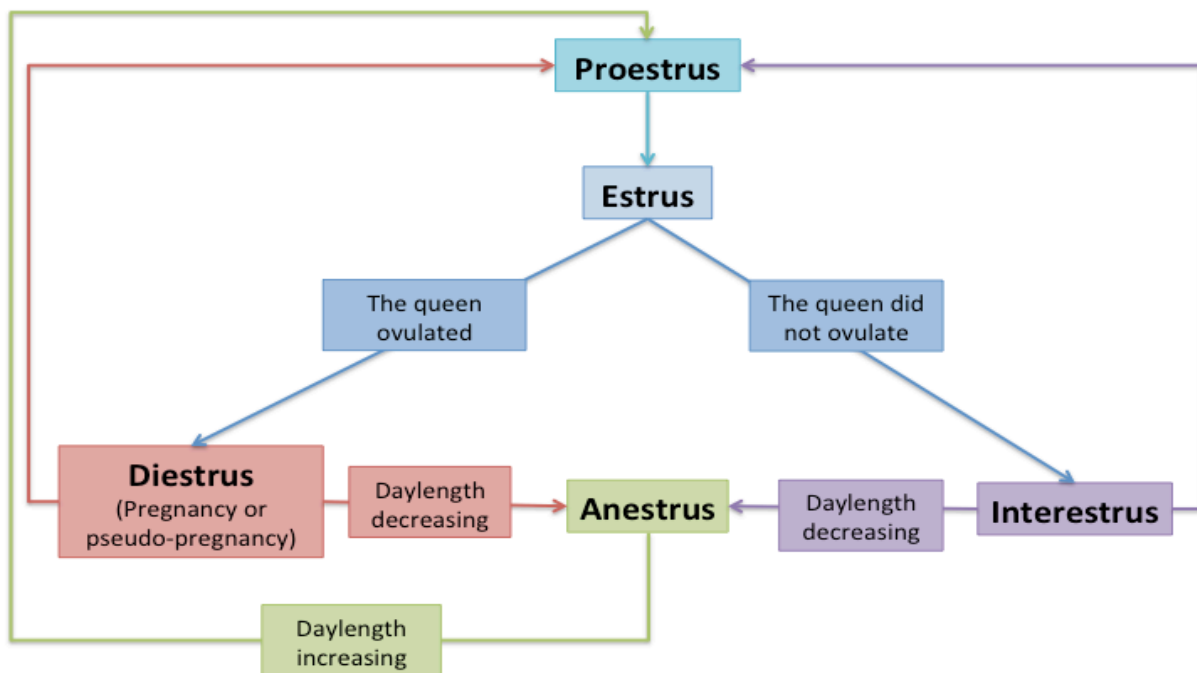 Proestrus
Estrus
The queen
ovulated
The queen did
not ovulate
Diestrus
(Pregnancy or
pseudo-pregnancy)
Daylength
decreasing
Anestrus
Daylength
decreasing
Interestrus
Daylength
increasing